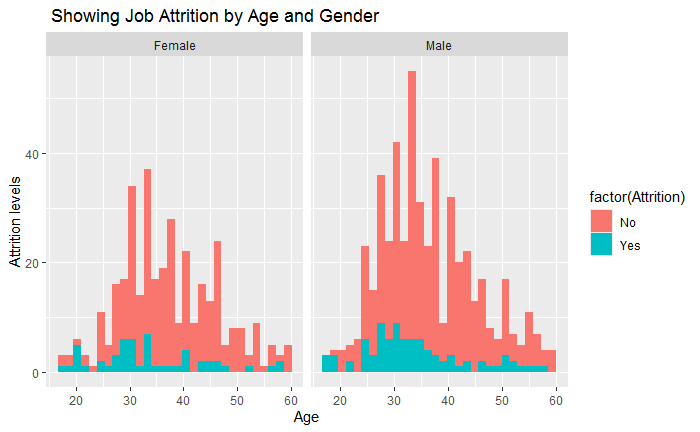 Showing Job Attrition by Age and Gender
Female
Male
Attrition levels
40
20
0
20
30
40
50
60
20
30
40
50
60
Age
factor(Attrition)
No
Yes